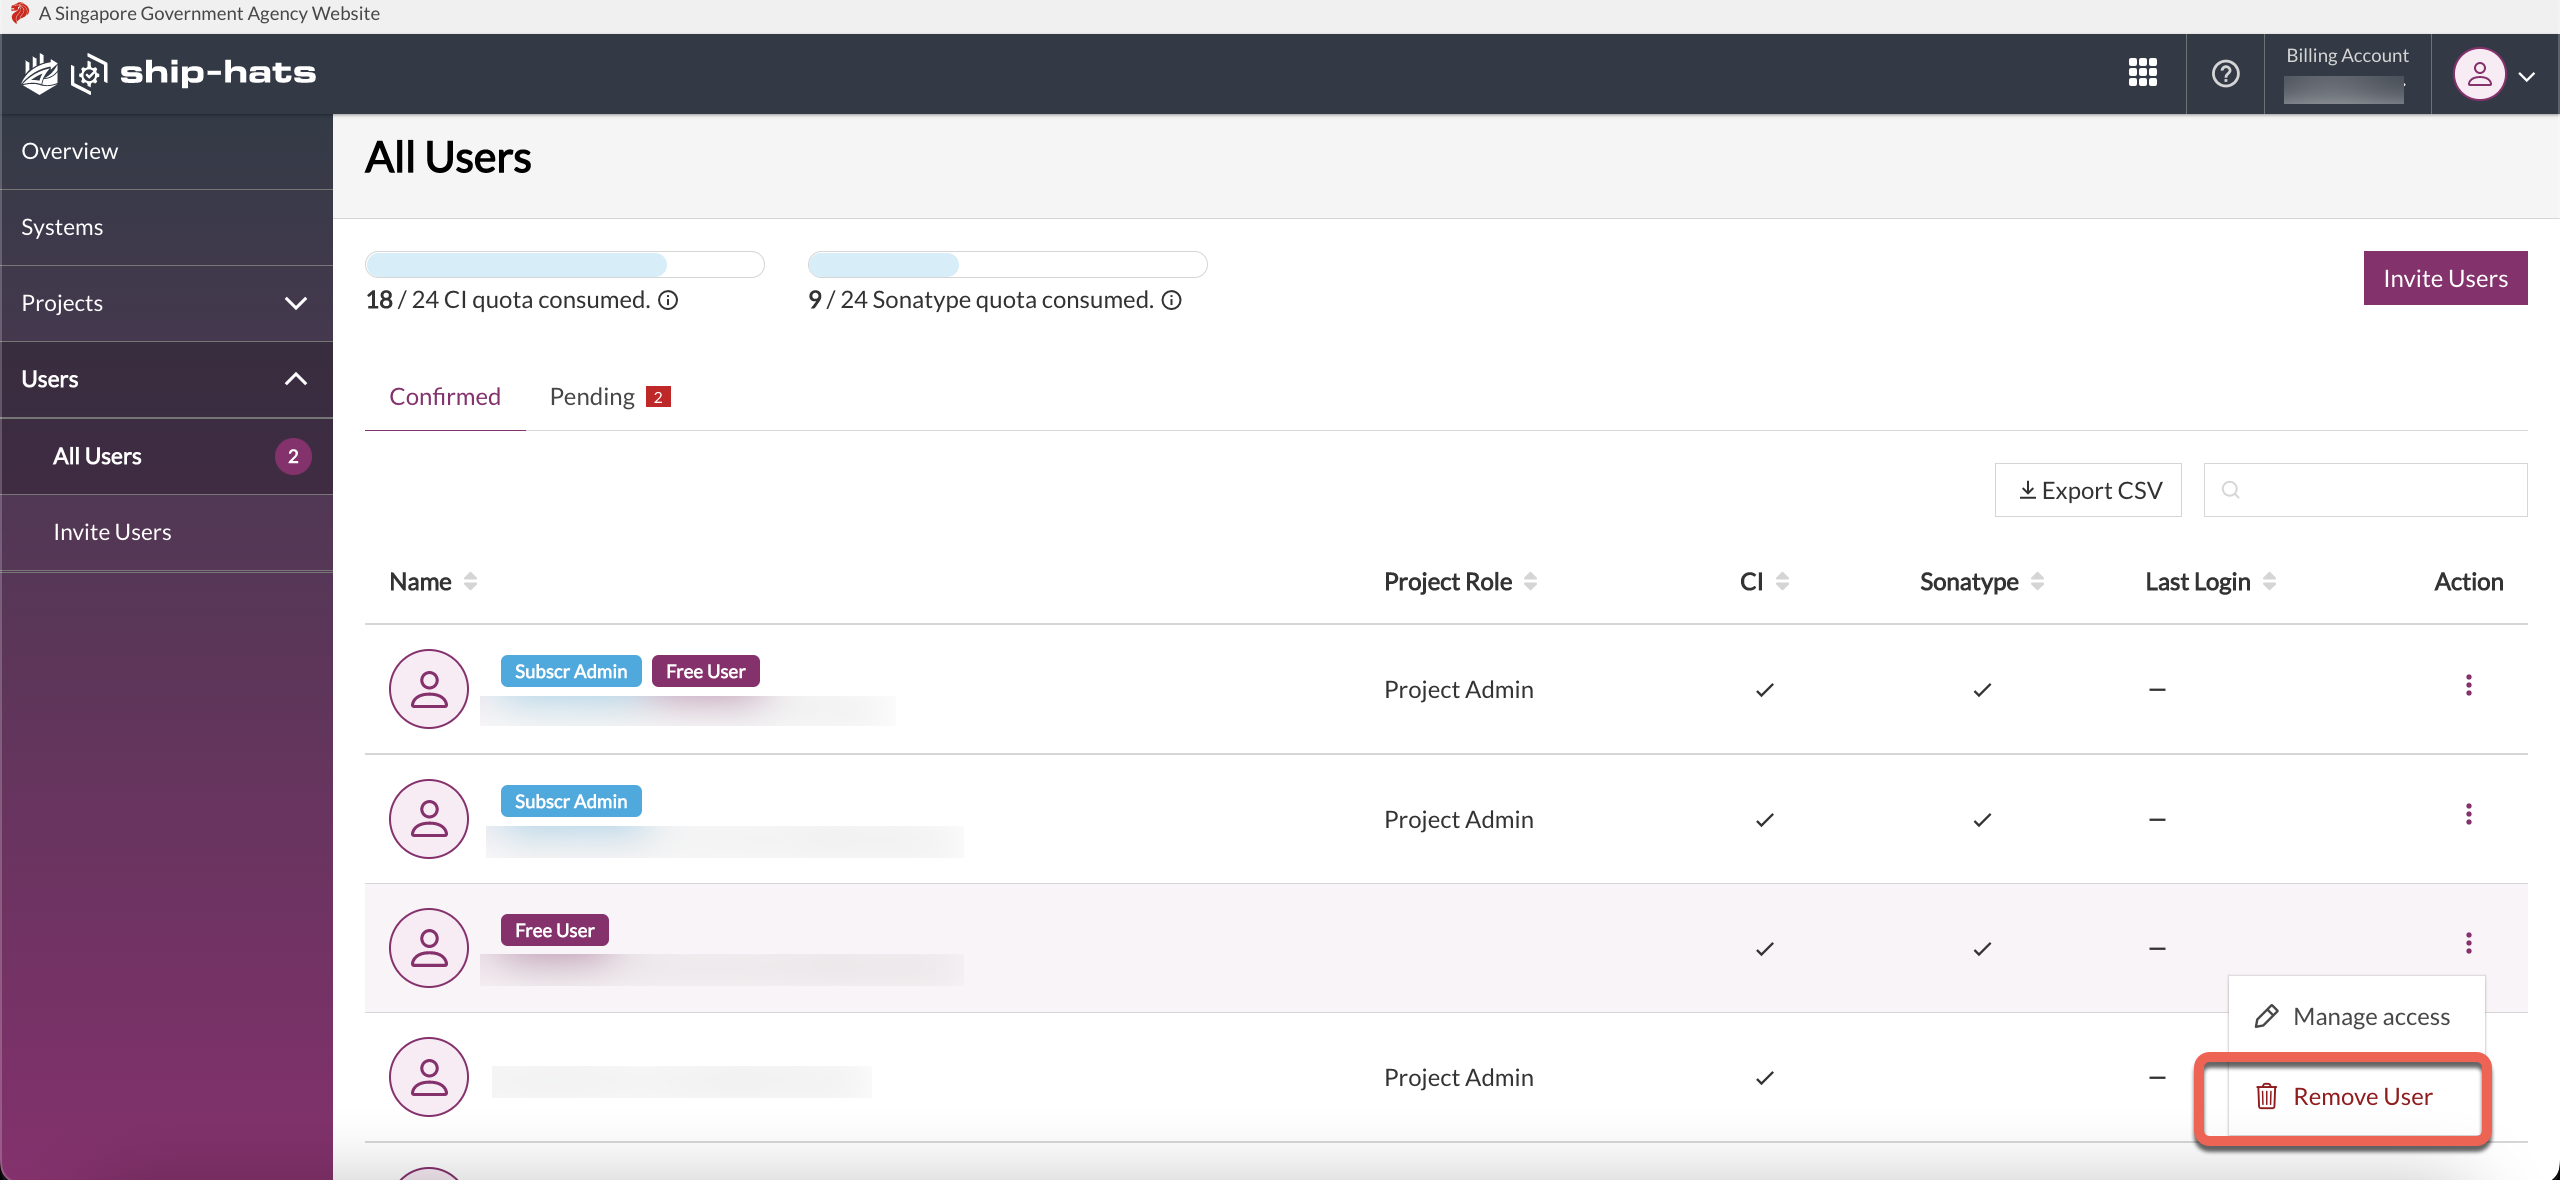 A Singapore Government Agency Website
ship-hats
Billing Account
Overview
Systems
Projects
Users
All Users 2
Invite Users
All Users
18 / 24 CI quota consumed.
9 / 24 Sonatype quota consumed.
Invite Users
Confirmed
Pending 2
Export CSV
Name Project Role CI Sonatype Last Login Action
Subscr Admin Free User
Project Admin –
Subscr Admin
Project Admin –
Free User
–
Manage access
Project Admin –
Remove User